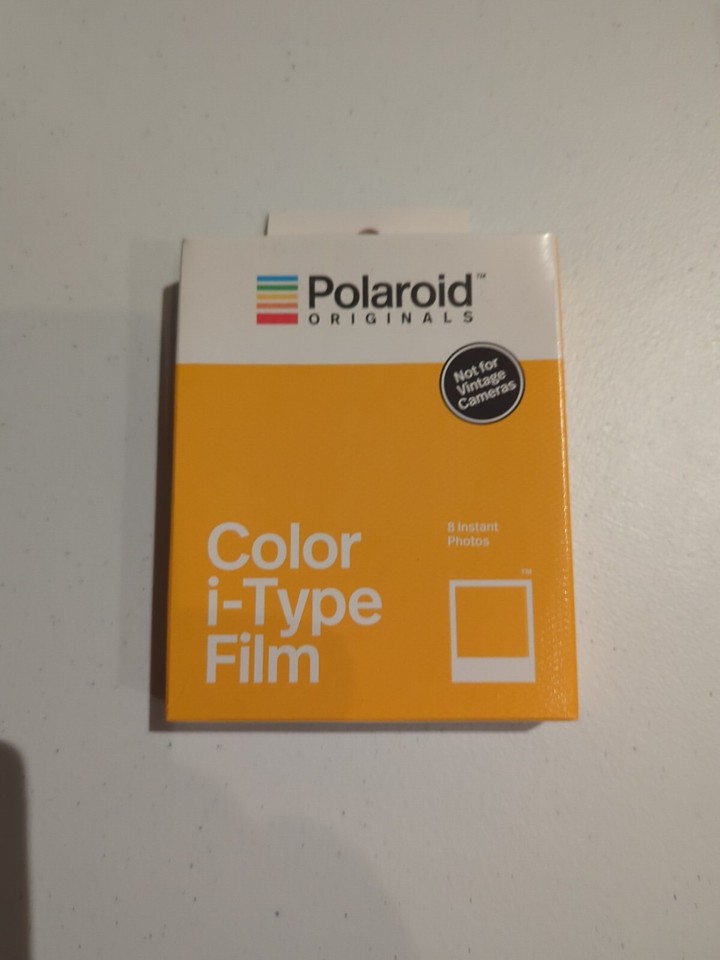 Polaroid™
ORIGINALS
Not for
Vintage
Cameras
Color
i-Type
Film
8 Instant
Photos
™